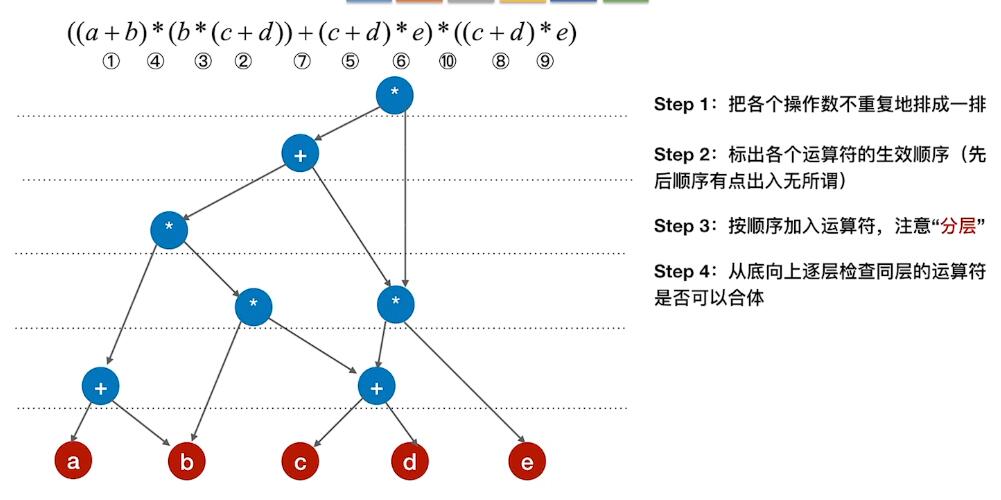 ((a+b)*(b*(c+d))+(c+d)*e)*((c+d)*e)
① ④ ③ ② ⑦ ⑤ ⑥ ⑩ ⑧ ⑨
*
+
*
* *
+ +
a b c d e
Step 1：把各个操作数不重复地排成一排
Step 2：标出各个运算符的生效顺序（先
后顺序有点出入无所谓）
Step 3：按顺序加入运算符，注意“分层”
Step 4：从底向上逐层检查同层的运算符
是否可以合体